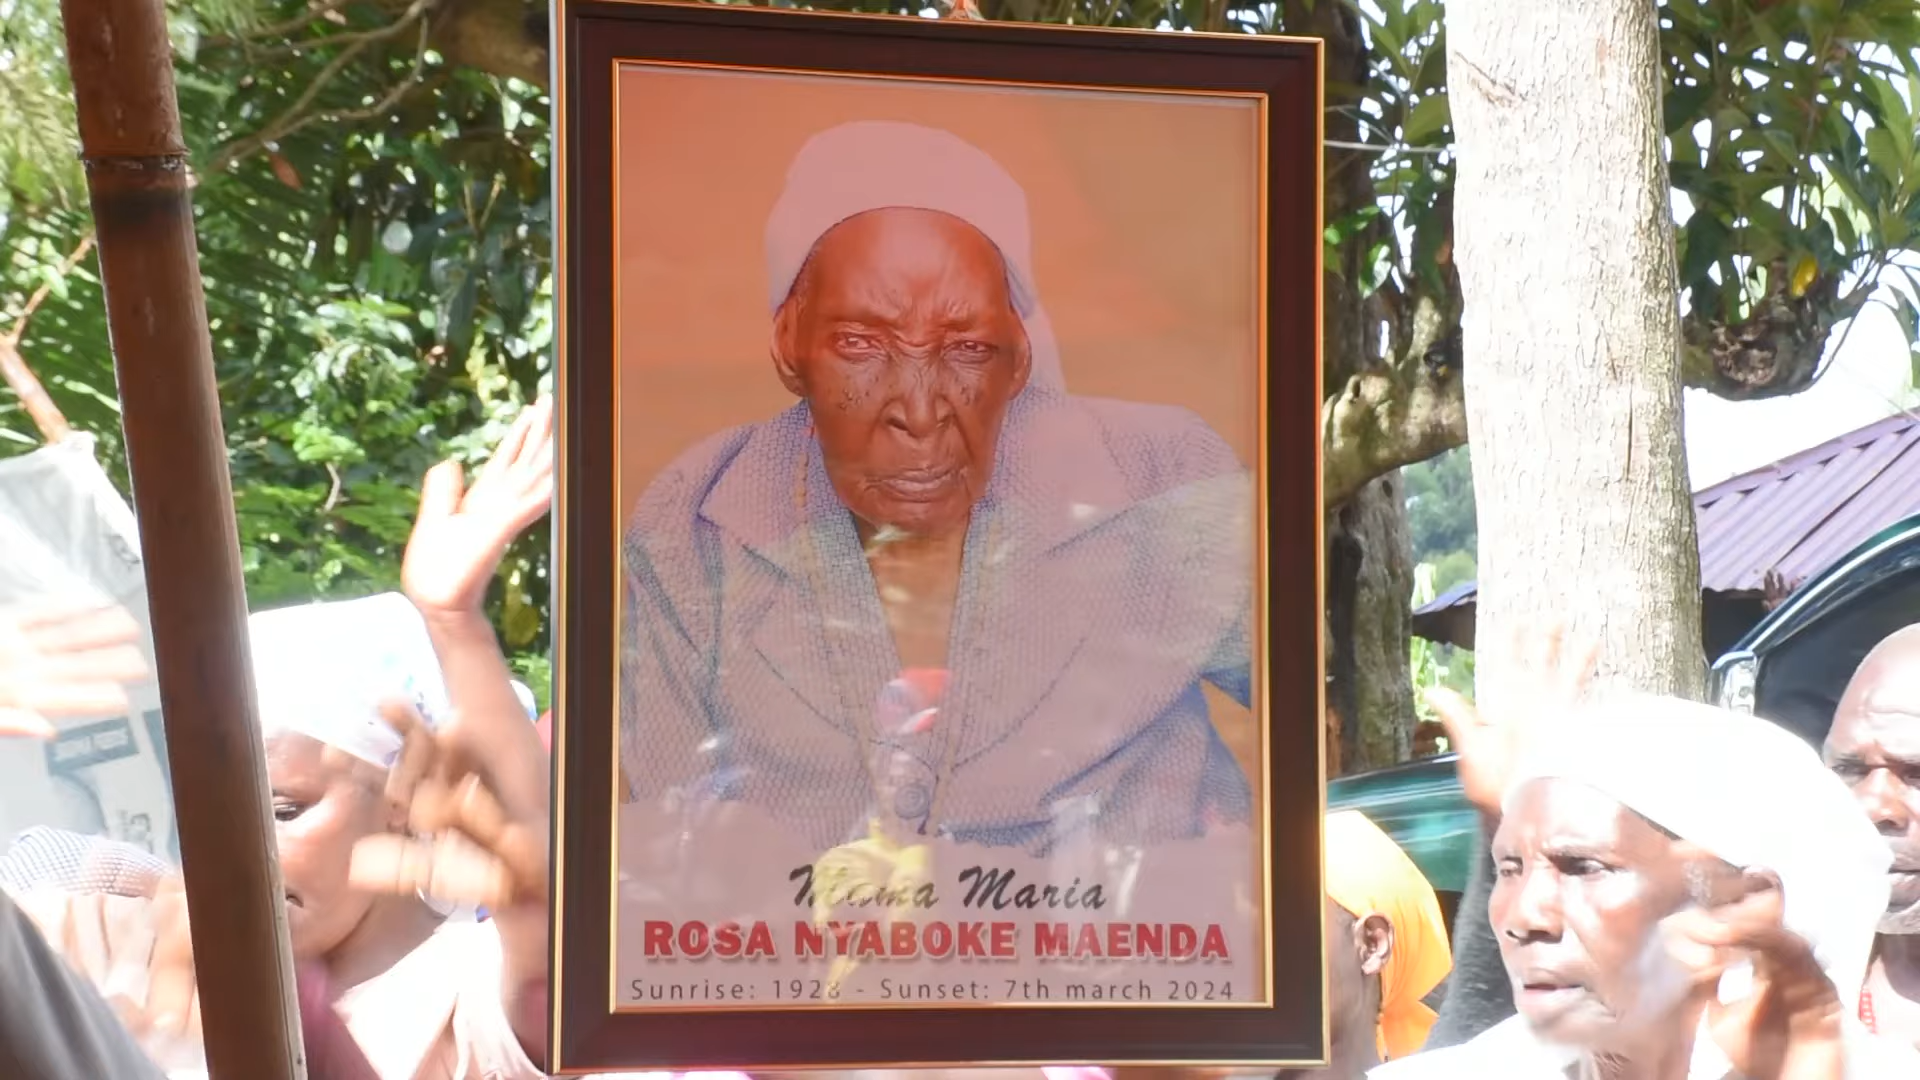 Mama Maria
ROSA NYABOKE MAENDA
Sunrise: 1928 - Sunset: 7th march 2024